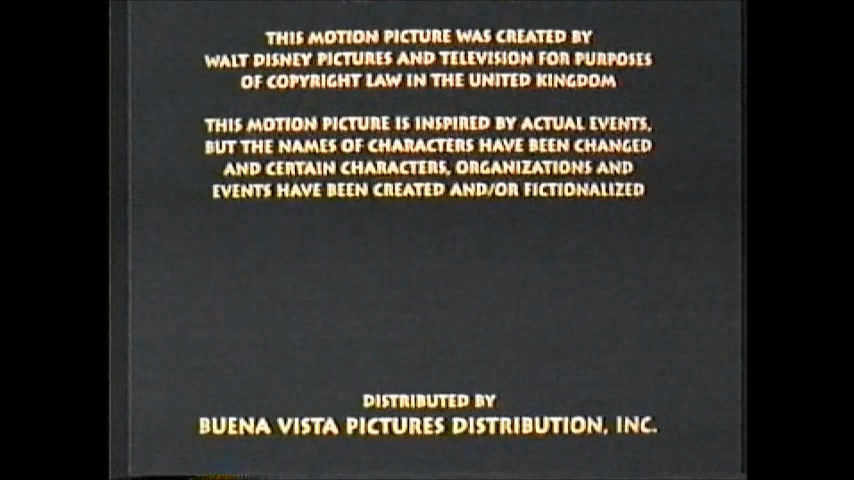 THIS MOTION PICTURE WAS CREATED BY
WALT DISNEY PICTURES AND TELEVISION FOR PURPOSES
OF COPYRIGHT LAW IN THE UNITED KINGDOM
THIS MOTION PICTURE IS INSPIRED BY ACTUAL EVENTS,
BUT THE NAMES OF CHARACTERS HAVE BEEN CHANGED
AND CERTAIN CHARACTERS, ORGANIZATIONS AND
EVENTS HAVE BEEN CREATED AND/OR FICTIONALIZED
DISTRIBUTED BY
BUENA VISTA PICTURES DISTRIBUTION, INC.